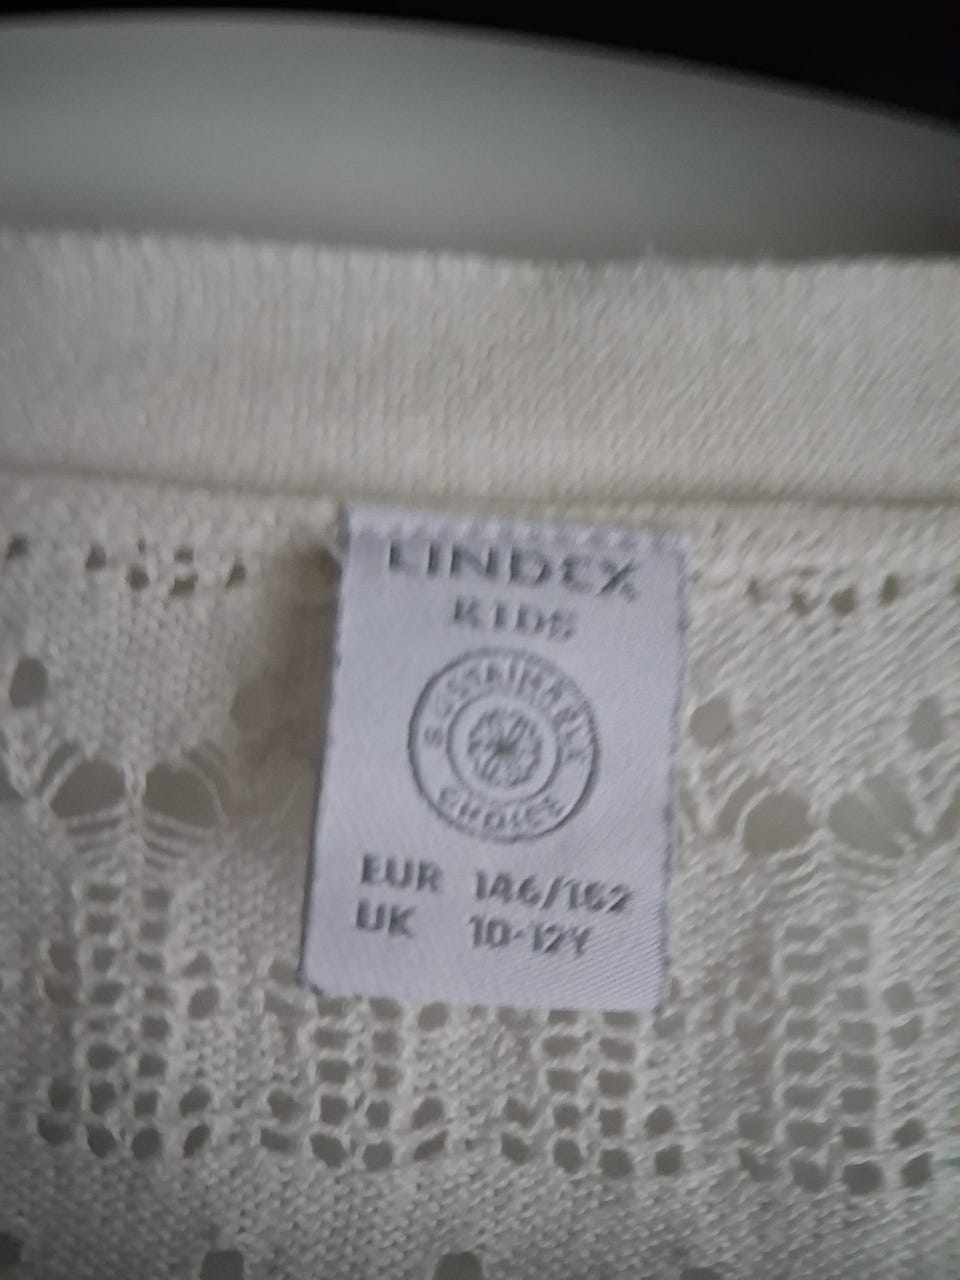 LINDEX
KIDS
SUSTAINABLE
CHOICE
EUR 146/152
UK 10-12Y